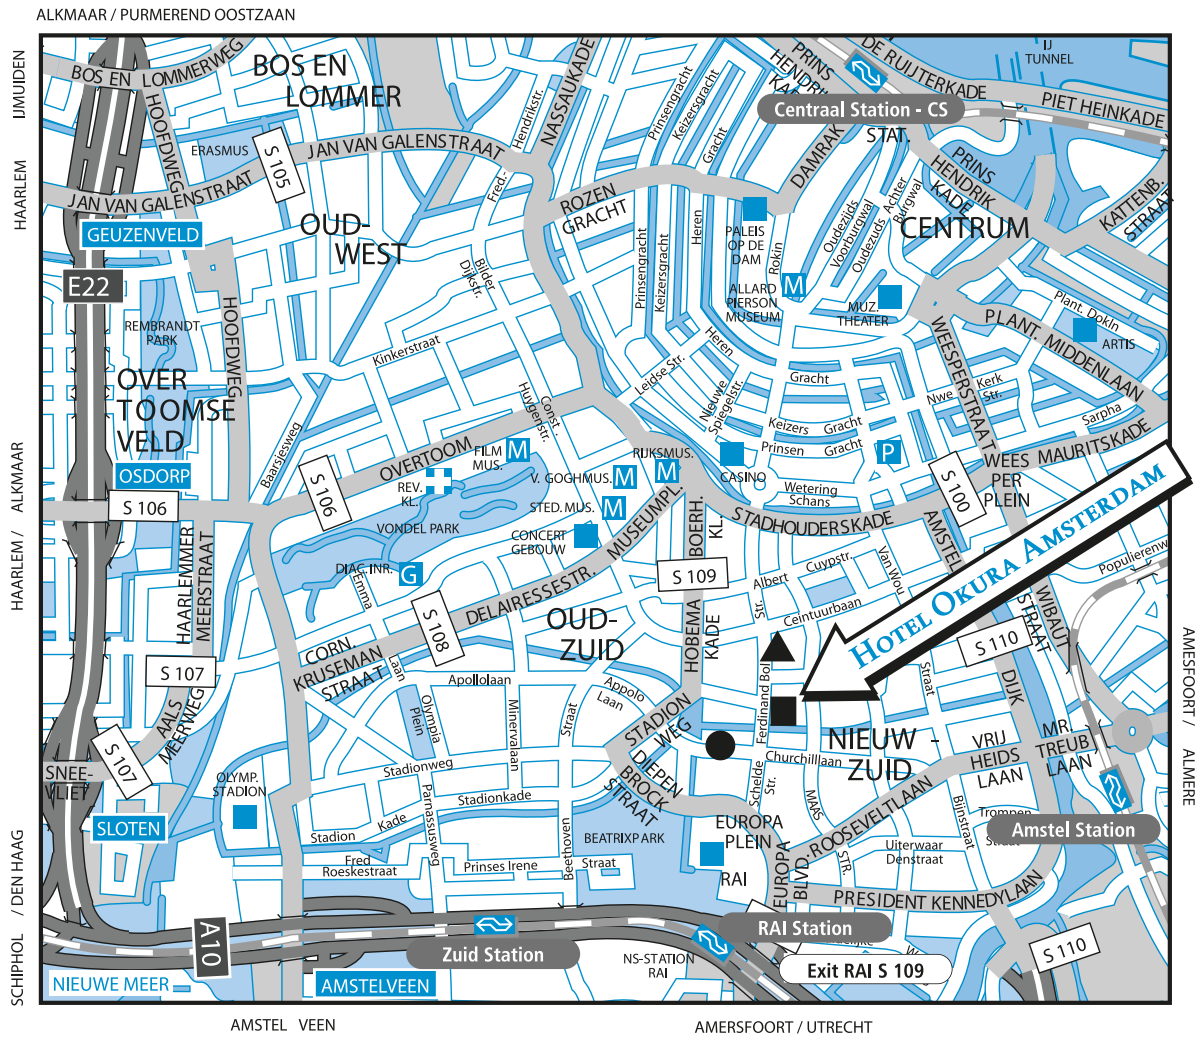 ALKMAAR / PURMEREND OOSTZAAN
IJMUIDEN
HAARLEM
HAARLEM / ALKMAAR
SCHIPHOL / DEN HAAG
AMESFOORT / ALMERE
AMSTEL VEEN
AMERSFOORT / UTRECHT
BOS EN LOMMERWEG
BOS EN
LOMMER
HOOFDWEG
ERASMUS
S 105
JAN VAN GALENSTRAAT
JAN VAN GALENSTRAAT
GEUZENVELD
E22
OUD-
WEST
Hendrikstr.
Fred.-
NASSAUKADE
ROZEN
GRACHT
Prinsengracht
Keizersgracht
Gracht
Heren
Prinsengracht
Keizersgracht
PRINS
HENDRIK
KADE
DE RUIJTERKADE
IJ
TUNNEL
PIET HEINKADE
Centraal Station - CS
STAT.
DAMRAK
PRINS
HENDRIK
KADE
KATTENB.
STRAAT
CENTRUM
PALEIS
OP DE
DAM
Rokin
Oudezijds
Voorburgwal
Oudezuds Achter
Burgwal
ALLARD
PIERSON
MUSEUM
M
MUZ.
THEATER
Plant. Dokln
ARTIS
PLANT. MIDDENLAAN
WEESPERSTRAAT
Kerk
Nwe
Str.
Sarpha
WEES
PER
PLEIN
MAURITSKADE
REMBRANDT
PARK
HOOFDWEG
OVER
TOOMSE
VELD
OSDORP
S 106
Kinkerstraat
Bilder
Dijkstr.
Baarsjesweg
S 106
OVERTOOM
Const.
Huygenstr.
Leidse Str.
Heren
Gracht
Nieuwe
Spiegelstr.
Keizers Gracht
Prinsen Gracht
P
CASINO
Wetering
Schans
FILM
MUS.
M
REV.
KL.
VONDEL PARK
V. GOGHMUS.
M
RIJKSMUS.
M
STED. MUS.
M
CONCERT
GEBOUW
MUSEUMPL.
DIAC. INR.
G
Emma
Laan
BOERH.
KL.
STADHOUDERSKADE
S 100
AMSTEL
DIJK
S 109
HOBEMA
KADE
Albert
Cuypstr.
Str.
Van Wou
Straat
Ceintuurbaan
HOTEL OKURA AMSTERDAM
WIBAUT
STRAAT
Populierenw
S 110
HAARLEMMER
MEERSTRAAT
S 107
AALS
MEERWEG
S 107
SNEE-
VLIET
SLOTEN
OLYMP.
STADION
CORN.
KRUSEMAN
STRAAT
S 108
DELAIRESSESTR.
OUD-
ZUID
Apollolaan
Appolo
Laan
Olympia
Plein
Minervalaan
Straat
Beethoven
STADION
WEG
DIEPEN
BROCK
STRAAT
Stadionweg
Stadionkade
Stadion
Kade
Parnassusweg
Fred
Roeskestraat
Prinses Irene
Straat
BEATRIXPARK
Ferdinand Bol
Schelde
Str.
Churchilllaan
NIEUW -
ZUID
VRIJ
HEIDS
LAAN
MR.
TREUB
LAAN
MAAS
STR.
ROOSEVELTLAAN
Bijnstraat
Trompen
Amstel Station
Uiterwaar
Denstraat
EUROPA
PLEIN
RAI
EUROPA
BLVD.
PRESIDENT KENNEDYLAAN
S 110
RAI Station
Exit RAI S 109
NS-STATION
RAI
Zuid Station
A10
NIEUWE MEER
AMSTELVEEN